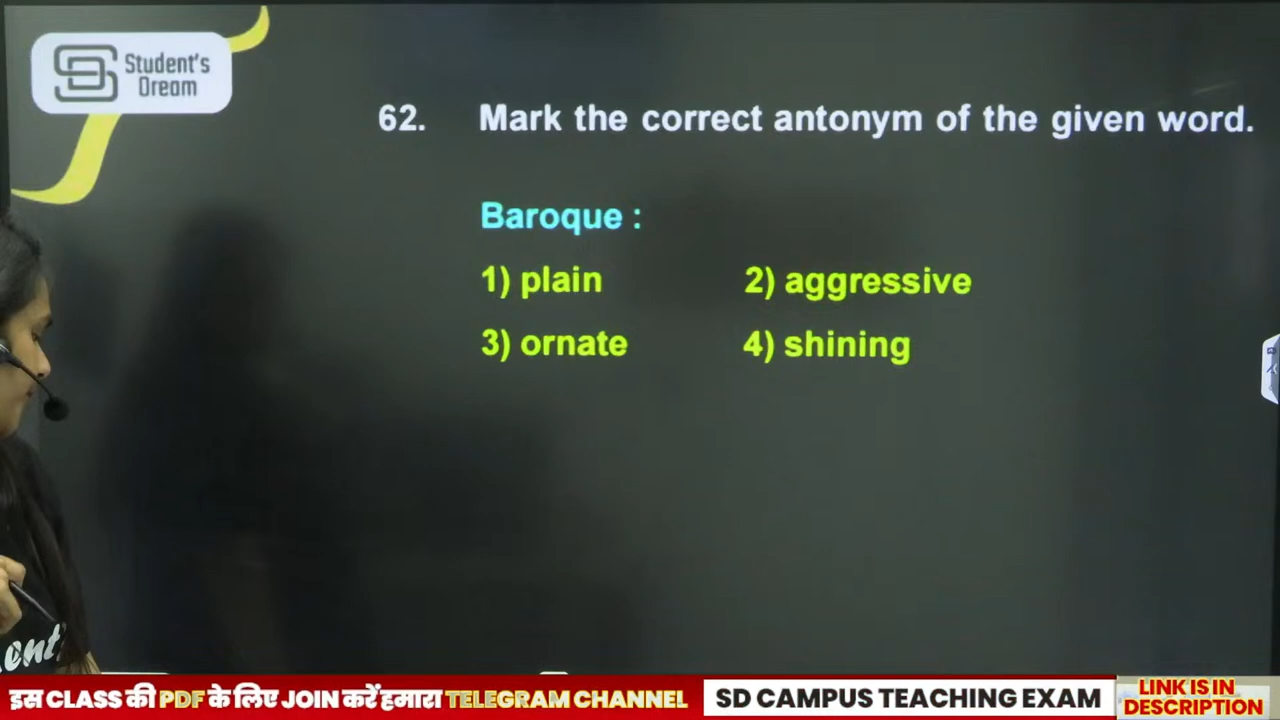 Student's
Dream
62. Mark the correct antonym of the given word.
Baroque :
1) plain 2) aggressive
3) ornate 4) shining
ent
इस CLASS की PDF के लिए JOIN करें हमारा TELEGRAM CHANNEL
SD CAMPUS TEACHING EXAM
LINK IS IN
DESCRIPTION